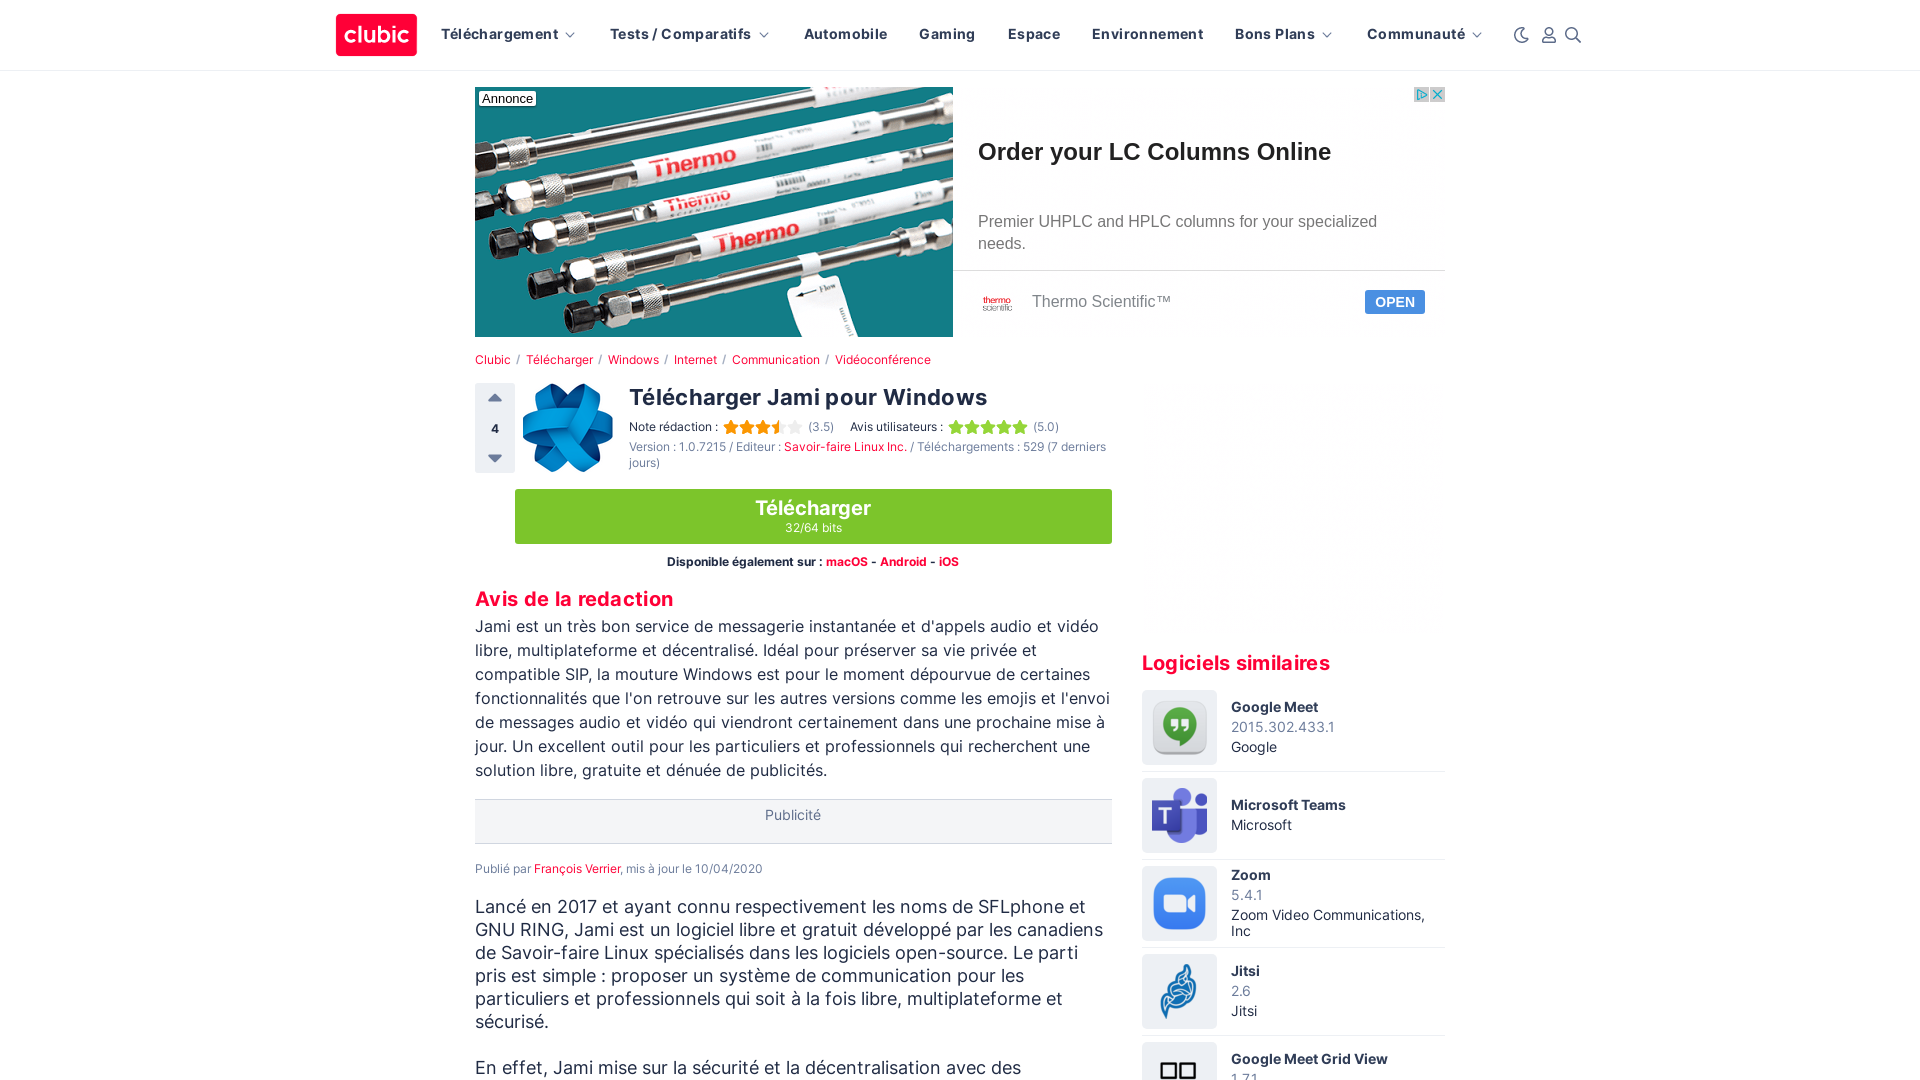 clubic
Téléchargement
Tests / Comparatifs
Automobile
Gaming
Espace
Environnement
Bons Plans
Communauté
Annonce
Thermo
Thermo
Thermo
Order your LC Columns Online
Premier UHPLC and HPLC columns for your specialized
needs.
thermo
scientific
Thermo Scientific™
OPEN
Clubic / Télécharger / Windows / Internet / Communication / Vidéoconférence
4
Télécharger Jami pour Windows
Note rédaction : (3.5) Avis utilisateurs : (5.0)
Version : 1.0.7215 / Editeur : Savoir-faire Linux Inc. / Téléchargements : 529 (7 derniers
jours)
Télécharger
32/64 bits
Disponible également sur : macOS - Android - iOS
Avis de la redaction
Jami est un très bon service de messagerie instantanée et d'appels audio et vidéo
libre, multiplateforme et décentralisé. Idéal pour préserver sa vie privée et
compatible SIP, la mouture Windows est pour le moment dépourvue de certaines
fonctionnalités que l'on retrouve sur les autres versions comme les emojis et l'envoi
de messages audio et vidéo qui viendront certainement dans une prochaine mise à
jour. Un excellent outil pour les particuliers et professionnels qui recherchent une
solution libre, gratuite et dénuée de publicités.
Publicité
Publié par François Verrier, mis à jour le 10/04/2020
Lancé en 2017 et ayant connu respectivement les noms de SFLphone et
GNU RING, Jami est un logiciel libre et gratuit développé par les canadiens
de Savoir-faire Linux spécialisés dans les logiciels open-source. Le parti
pris est simple : proposer un système de communication pour les
particuliers et professionnels qui soit à la fois libre, multiplateforme et
sécurisé.
En effet, Jami mise sur la sécurité et la décentralisation avec des
Logiciels similaires
Google Meet
2015.302.433.1
Google
Microsoft Teams
Microsoft
Zoom
5.4.1
Zoom Video Communications,
Inc
Jitsi
2.6
Jitsi
Google Meet Grid View
1.7.1